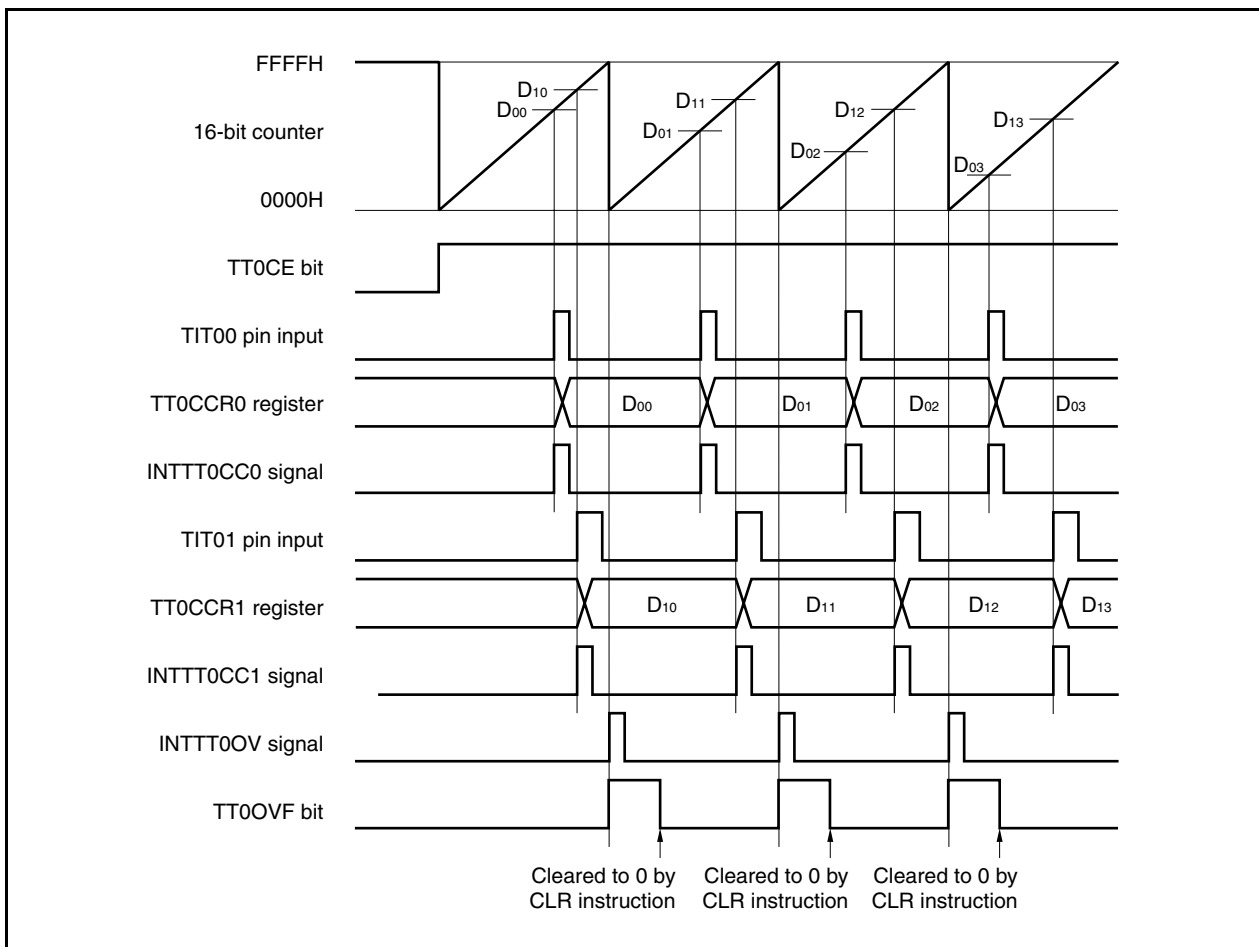 FFFFH
D10
D00
D11
D01
D12
D02
D13
D03
16-bit counter
0000H
TT0CE bit
TIT00 pin input
TT0CCR0 register
D00
D01
D02
D03
INTTT0CC0 signal
TIT01 pin input
TT0CCR1 register
D10
D11
D12
D13
INTTT0CC1 signal
INTTT0OV signal
TT0OVF bit
Cleared to 0 by
CLR instruction
Cleared to 0 by
CLR instruction
Cleared to 0 by
CLR instruction